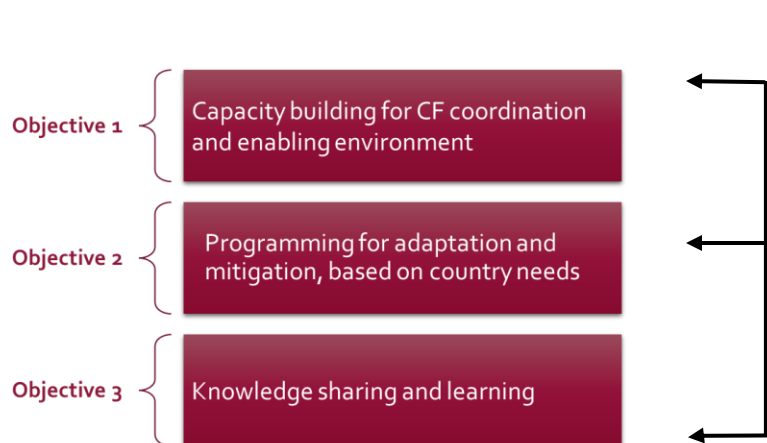 Objective 1
Capacity building for CF coordination
and enabling environment
Objective 2
Programming for adaptation and
mitigation, based on country needs
Objective 3
Knowledge sharing and learning